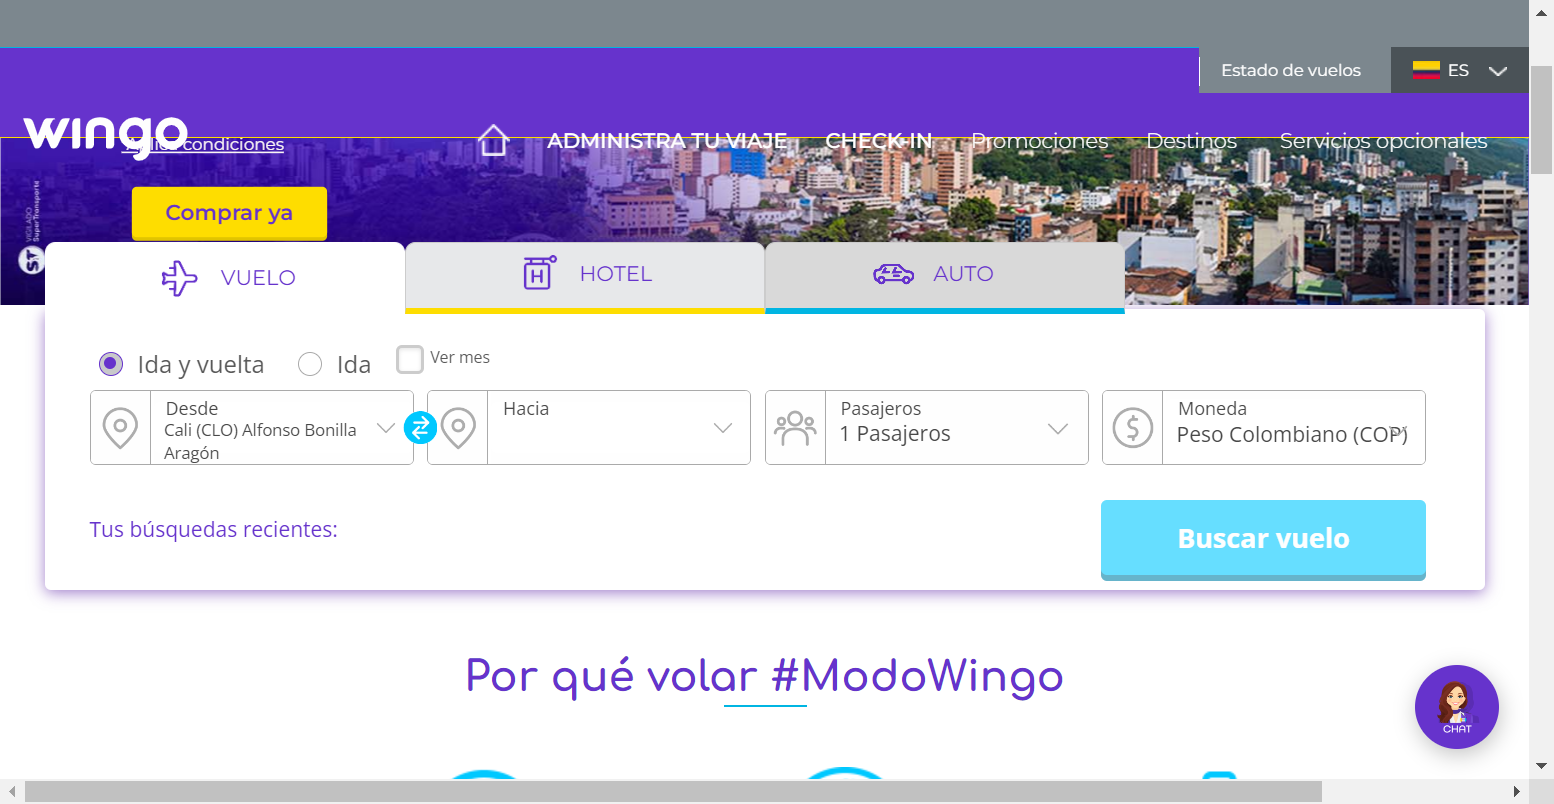 Estado de vuelos
ES
wingo
Aplica condiciones
ADMINISTRA TU VIAJE
CHECK-IN
Promociones
Destinos
Servicios opcionales
VIGILADO
SuperTransporte
ST
Comprar ya
VUELO
HOTEL
AUTO
Ida y vuelta
Ida
Ver mes
Desde
Cali (CLO) Alfonso Bonilla
Aragón
Hacia
Pasajeros
1 Pasajeros
Moneda
Peso Colombiano (COP)
Tus búsquedas recientes:
Buscar vuelo
Por qué volar #ModoWingo
CHAT